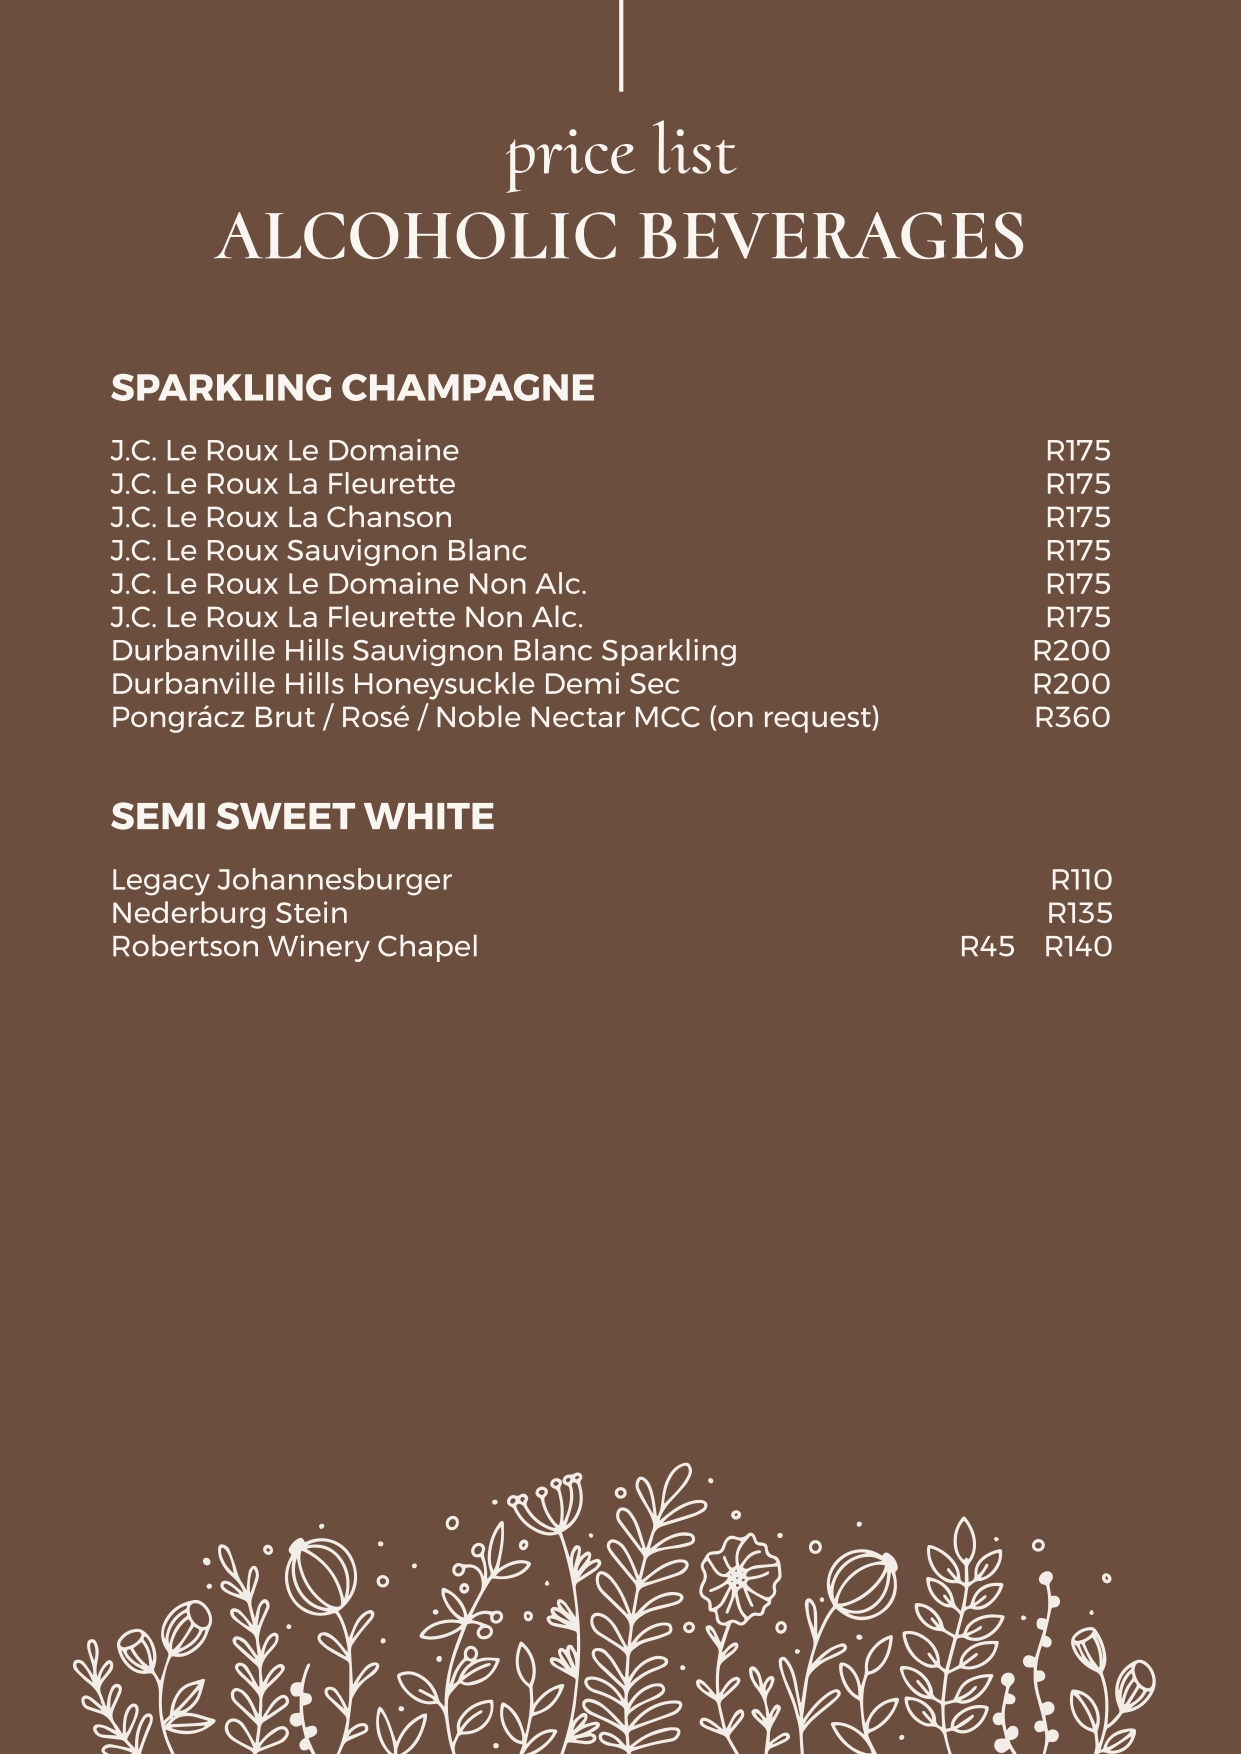 price list
ALCOHOLIC BEVERAGES
SPARKLING CHAMPAGNE
J.C. Le Roux Le Domaine R175
J.C. Le Roux La Fleurette R175
J.C. Le Roux La Chanson R175
J.C. Le Roux Sauvignon Blanc R175
J.C. Le Roux Le Domaine Non Alc. R175
J.C. Le Roux La Fleurette Non Alc. R175
Durbanville Hills Sauvignon Blanc Sparkling R200
Durbanville Hills Honeysuckle Demi Sec R200
Pongrácz Brut / Rosé / Noble Nectar MCC (on request) R360
SEMI SWEET WHITE
Legacy Johannesburger R110
Nederburg Stein R135
Robertson Winery Chapel R45 R140